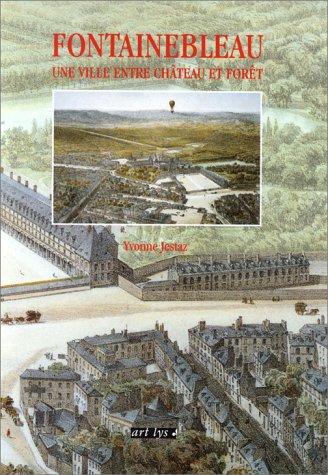 FONTAINEBLEAU
UNE VILLE ENTRE CHÂTEAU ET FORÊT
Yvonne Jestaz
art lys